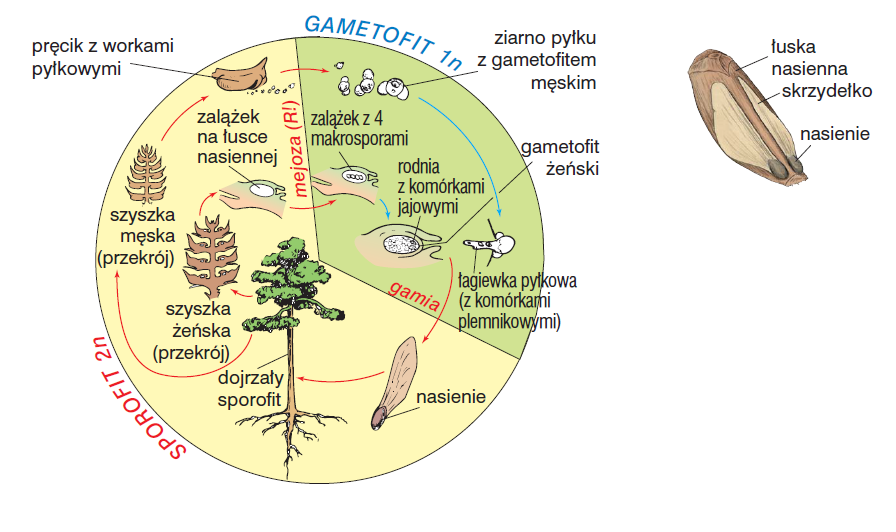 GAMETOFIT 1n
pręcik z workami
pyłkowymi
ziarno pyłku
z gametofitem
męskim
zalążek
na łusce
nasiennej
mejoza (R!)
zalążek z 4
makrosporami
gametofit
żeński
rodnia
z komórkami
jajowymi
szyszka
męska
(przekrój)
szyszka
żeńska
(przekrój)
gamia
łagiewka pyłkowa
(z komórkami
plemnikowymi)
dojrzały
sporofit
nasienie
SPOROFIT 2n
łuska
nasienna
skrzydełko
nasienie